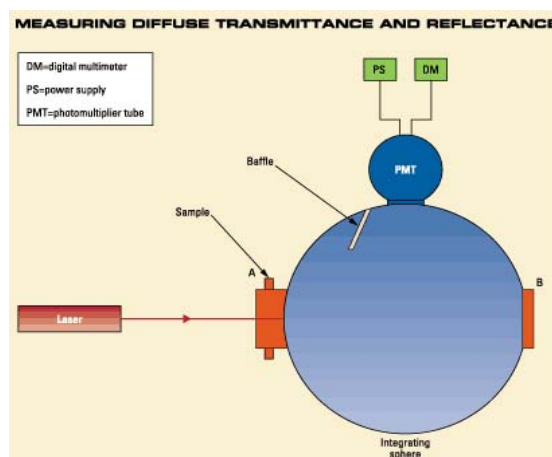 MEASURING DIFFUSE TRANSMITTANCE AND REFLECTANCE
DM=digital multimeter
PS=power supply
PMT=photomultiplier tube
PS
DM
Baffle
PMT
Sample
A
B
Laser
Integrating
sphere